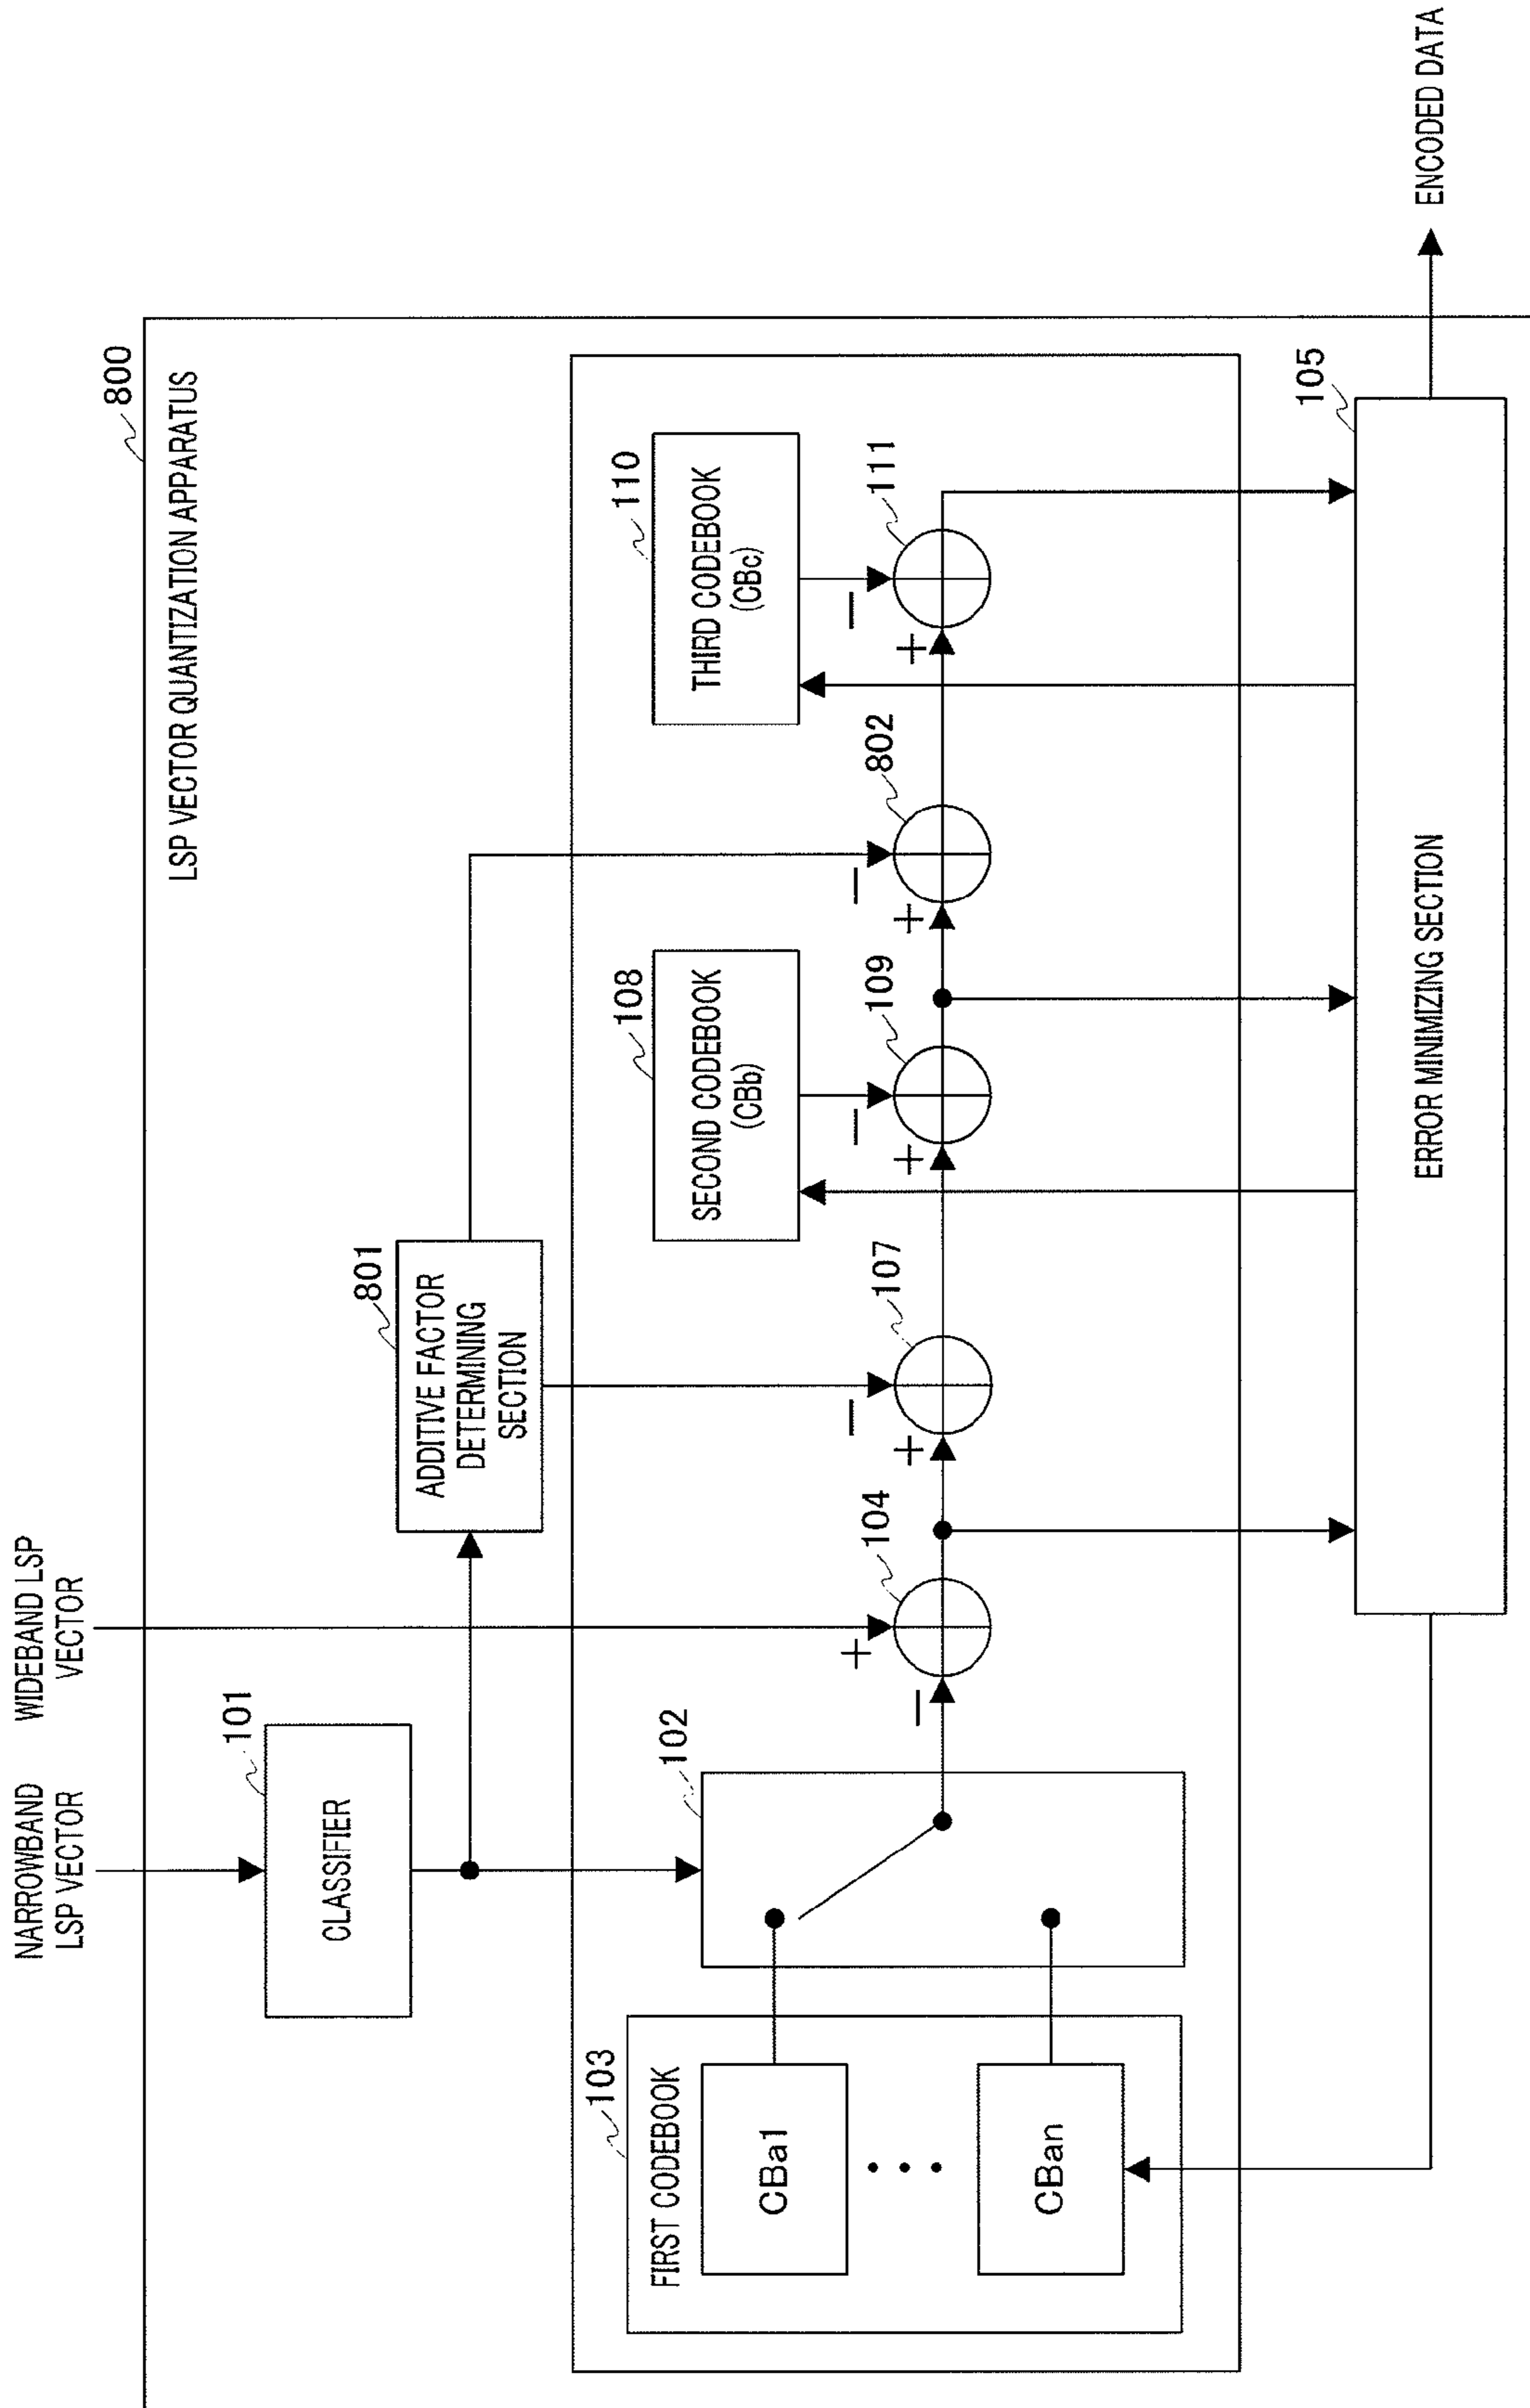 NARROWBAND
LSP VECTOR
WIDEBAND LSP
VECTOR
800
LSP VECTOR QUANTIZATION APPARATUS
101
CLASSIFIER
801
ADDITIVE FACTOR
DETERMINING
SECTION
103
FIRST CODEBOOK
CBa1
• • •
CBan
102
−
+
104
+
−
107
108
SECOND CODEBOOK
(CBb)
+
−
109
+
−
802
110
THIRD CODEBOOK
(CBc)
+
−
111
105
ERROR MINIMIZING SECTION
ENCODED DATA